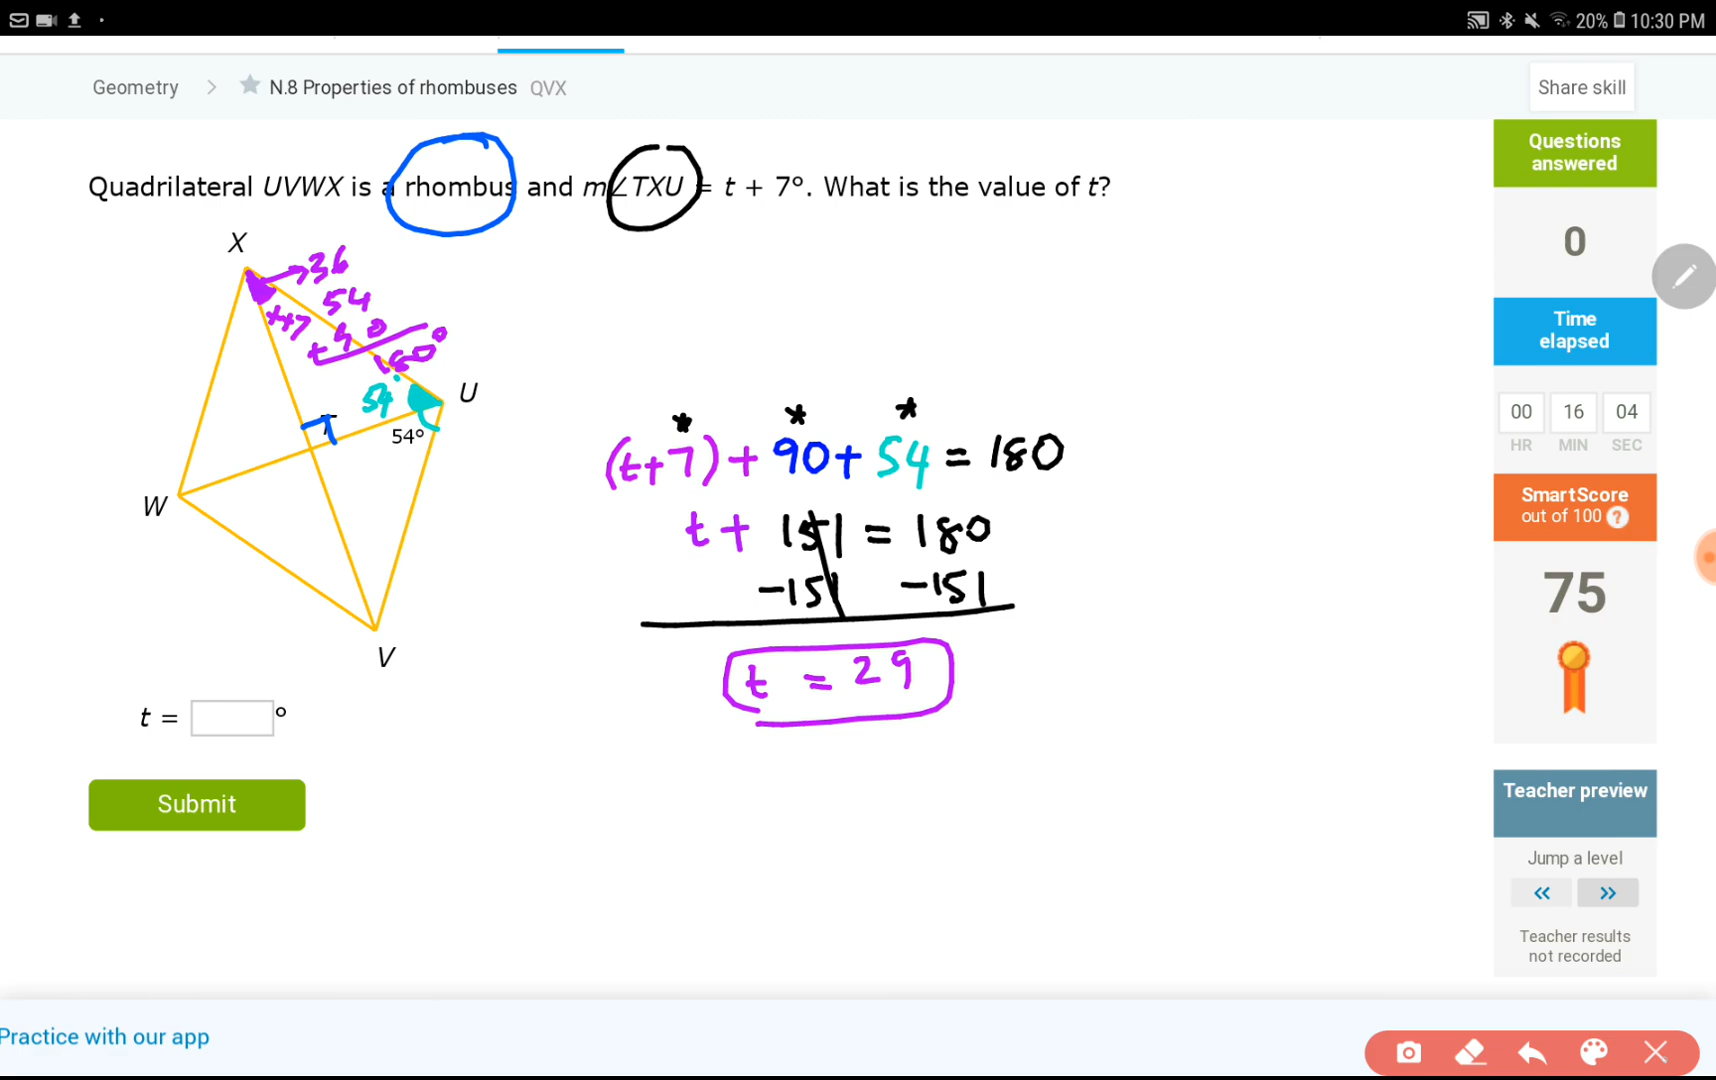 20% 10:30 PM
Geometry > N.8 Properties of rhombuses QVX
Share skill
Quadrilateral UVWX is a rhombus and m∠TXU = t + 7°. What is the value of t?
X
→36
54
t+7
+ 90
180°
54°
U
T
54°
W
V
(t+7) + 90 + 54 = 180
t + 151 = 180
-151 -151
t = 29
t = °
Submit
Questions
answered
0
Time
elapsed
00 16 04
HR MIN SEC
SmartScore
out of 100 ?
75
Teacher preview
Jump a level
Teacher results
not recorded
Practice with our app